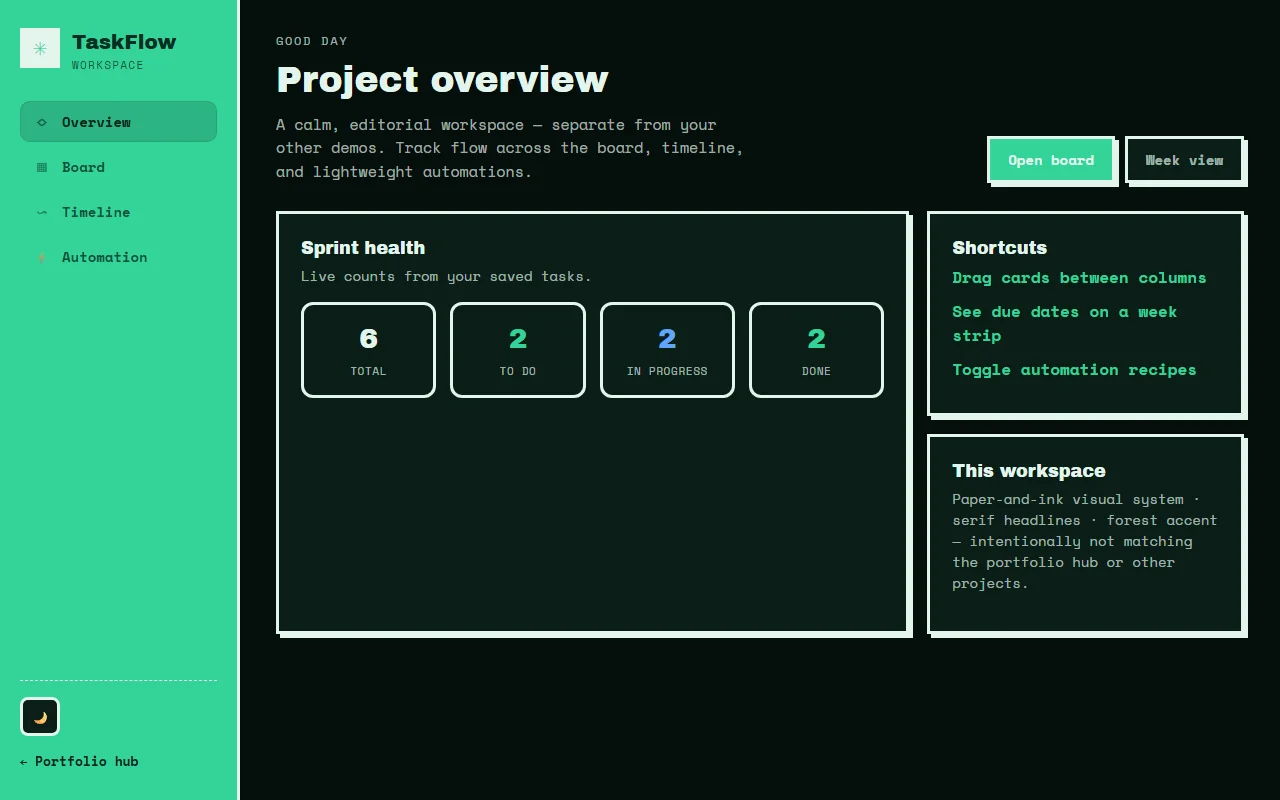 TaskFlow
WORKSPACE
Overview
Board
Timeline
Automation
← Portfolio hub
GOOD DAY
Project overview
A calm, editorial workspace — separate from your
other demos. Track flow across the board, timeline,
and lightweight automations.
Open board
Week view
Sprint health
Live counts from your saved tasks.
6
TOTAL
2
TO DO
2
IN PROGRESS
2
DONE
Shortcuts
Drag cards between columns
See due dates on a week
strip
Toggle automation recipes
This workspace
Paper-and-ink visual system ·
serif headlines · forest accent
— intentionally not matching
the portfolio hub or other
projects.